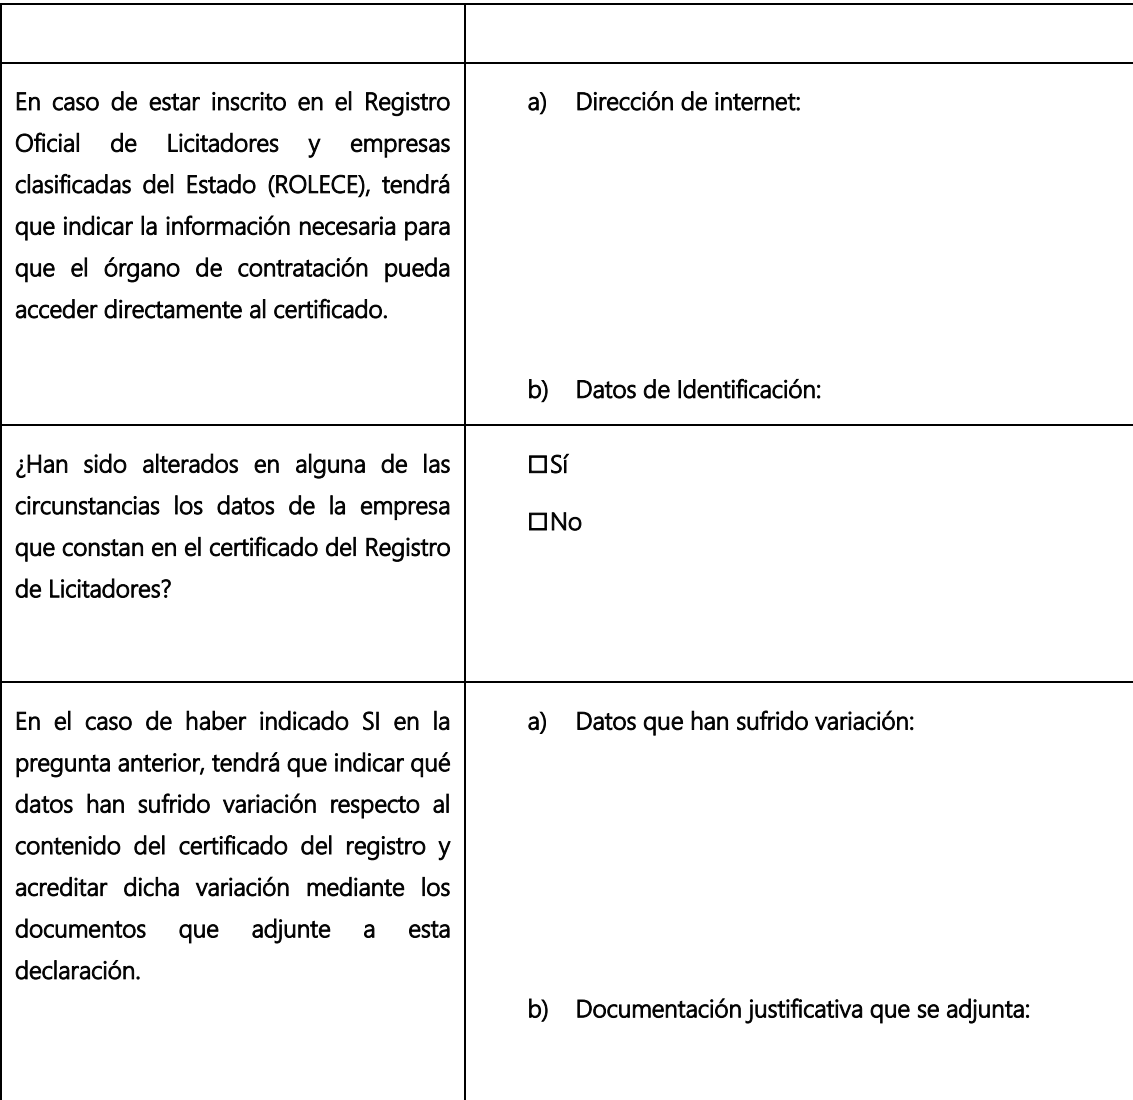 En caso de estar inscrito en el Registro
Oficial de Licitadores y empresas
clasificadas del Estado (ROLECE), tendrá
que indicar la información necesaria para
que el órgano de contratación pueda
acceder directamente al certificado.
a) Dirección de internet:
b) Datos de Identificación:
¿Han sido alterados en alguna de las
circunstancias los datos de la empresa
que constan en el certificado del Registro
de Licitadores?
☐Sí
☐No
En el caso de haber indicado SI en la
pregunta anterior, tendrá que indicar qué
datos han sufrido variación respecto al
contenido del certificado del registro y
acreditar dicha variación mediante los
documentos que adjunte a esta
declaración.
a) Datos que han sufrido variación:
b) Documentación justificativa que se adjunta: